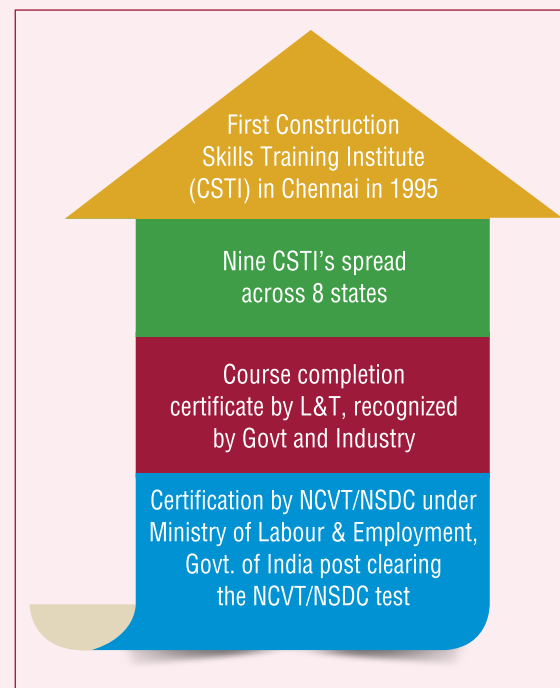 First Construction
Skills Training Institute
(CSTI) in Chennai in 1995
Nine CSTI's spread
across 8 states
Course completion
certificate by L&T, recognized
by Govt and Industry
Certification by NCVT/NSDC under
Ministry of Labour & Employment,
Govt. of India post clearing
the NCVT/NSDC test